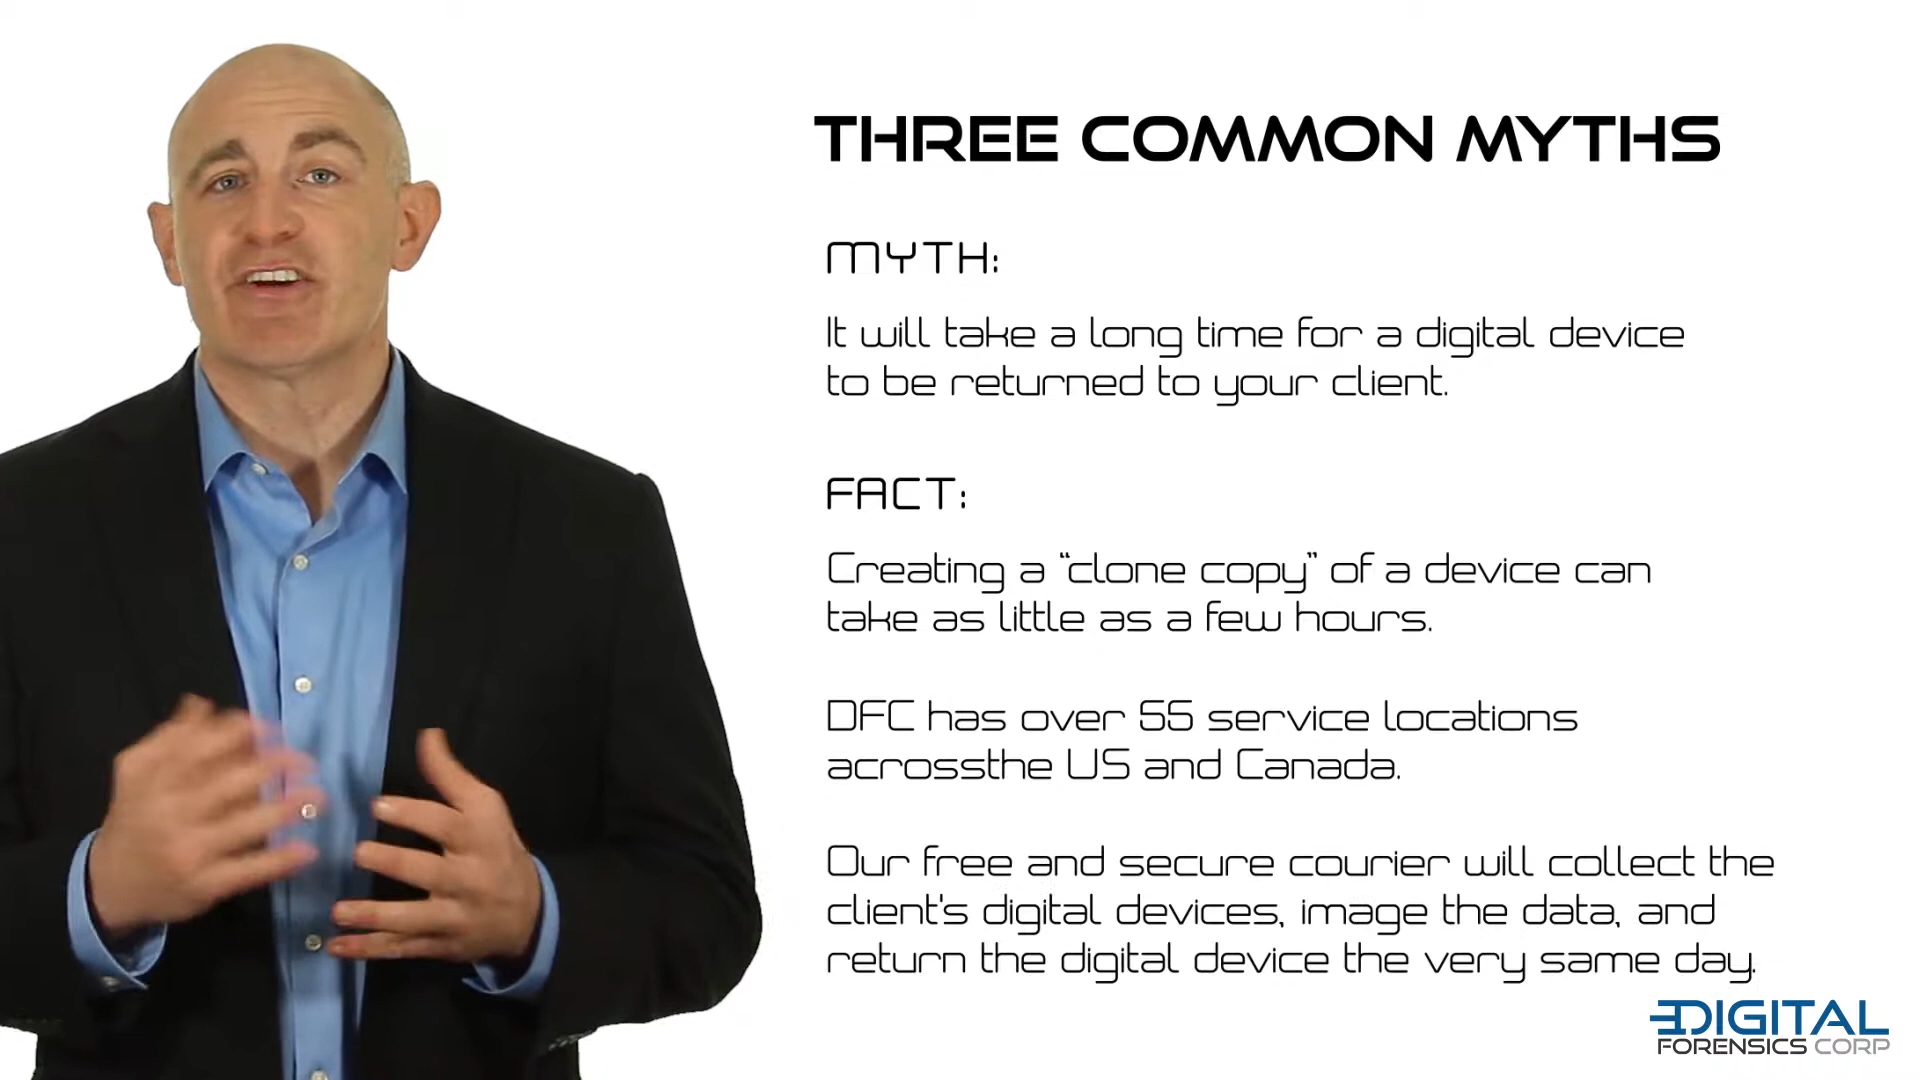 THREE COMMON MYTHS
MYTH:
It will take a long time for a digital device
to be returned to your client.
FACT:
Creating a “clone copy” of a device can
take as little as a few hours.
DFC has over 55 service locations
acrossthe US and Canada.
Our free and secure courier will collect the
client's digital devices, image the data, and
return the digital device the very same day.
DIGITAL
FORENSICS CORP